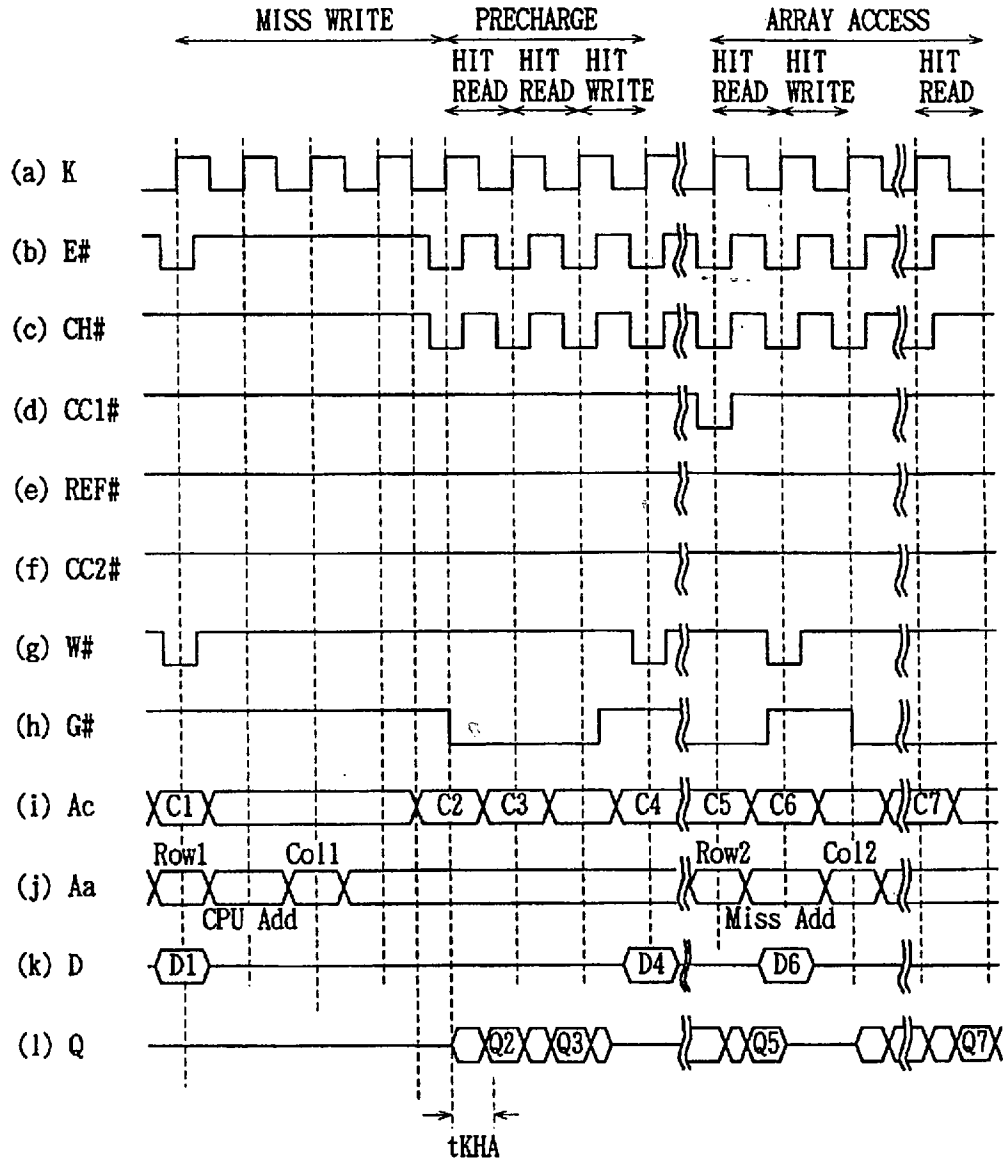 MISS WRITE PRECHARGE ARRAY ACCESS
HIT HIT HIT HIT HIT HIT
READ READ WRITE READ WRITE READ
(a) K
(b) E#
(c) CH#
(d) CC1#
(e) REF#
(f) CC2#
(g) W#
(h) G#
(i) Ac C1 C2 C3 C4 C5 C6 C7
Row1 Col1 Row2 Col2
(j) Aa
CPU Add Miss Add
(k) D D1 D4 D6
(l) Q Q2 Q3 Q5 Q7
tKHA